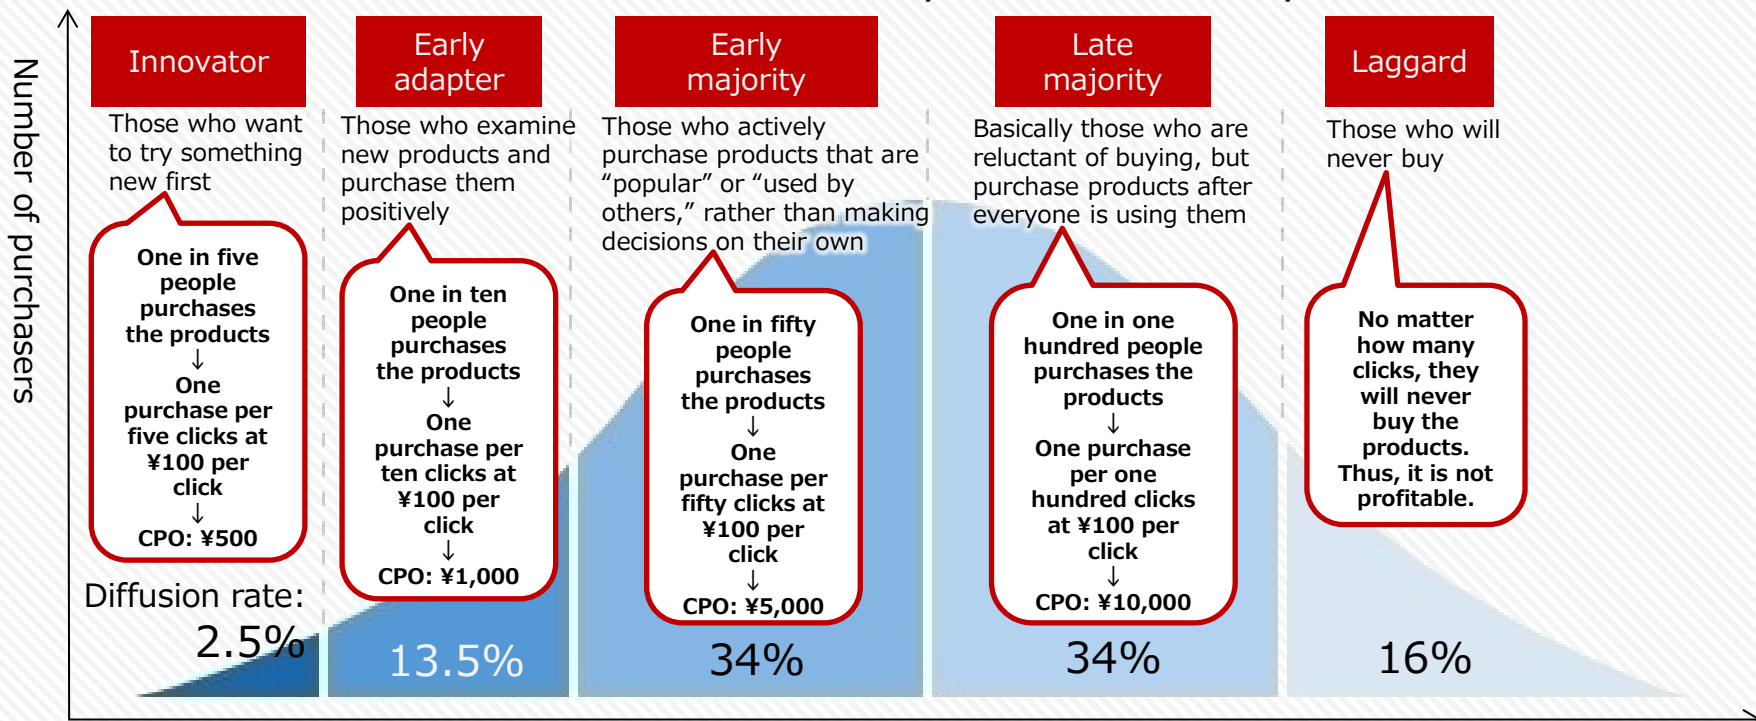 Number of purchasers
Innovator
Those who want
to try something
new first
One in five
people
purchases
the products
↓
One
purchase per
five clicks at
¥100 per
click
↓
CPO: ¥500
Diffusion rate:
2.5%
Early
adapter
Those who examine
new products and
purchase them
positively
One in ten
people
purchases
the products
↓
One
purchase per
ten clicks at
¥100 per
click
↓
CPO: ¥1,000
13.5%
Early
majority
Those who actively
purchase products that are
“popular” or “used by
others,” rather than making
decisions on their own
One in fifty
people
purchases
the products
↓
One
purchase per
fifty clicks at
¥100 per
click
↓
CPO: ¥5,000
34%
Late
majority
Basically those who are
reluctant of buying, but
purchase products after
everyone is using them
One in one
hundred people
purchases the
products
↓
One purchase
per one
hundred clicks
at ¥100 per
click
↓
CPO: ¥10,000
34%
Laggard
Those who will
never buy
No matter
how many
clicks, they
will never
buy the
products.
Thus, it is not
profitable.
16%